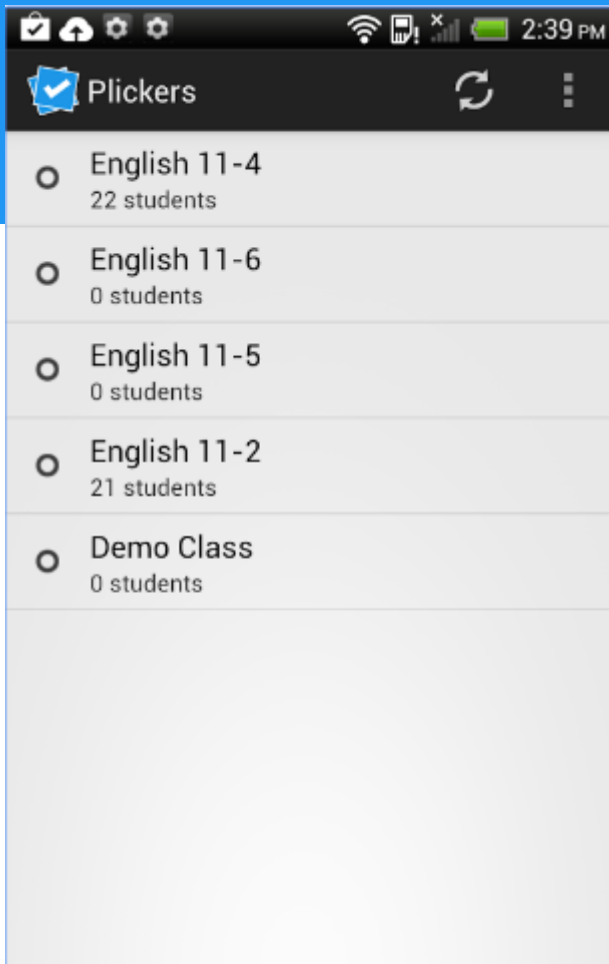 2:39 PM
Plickers
English 11-4
22 students
English 11-6
0 students
English 11-5
0 students
English 11-2
21 students
Demo Class
0 students